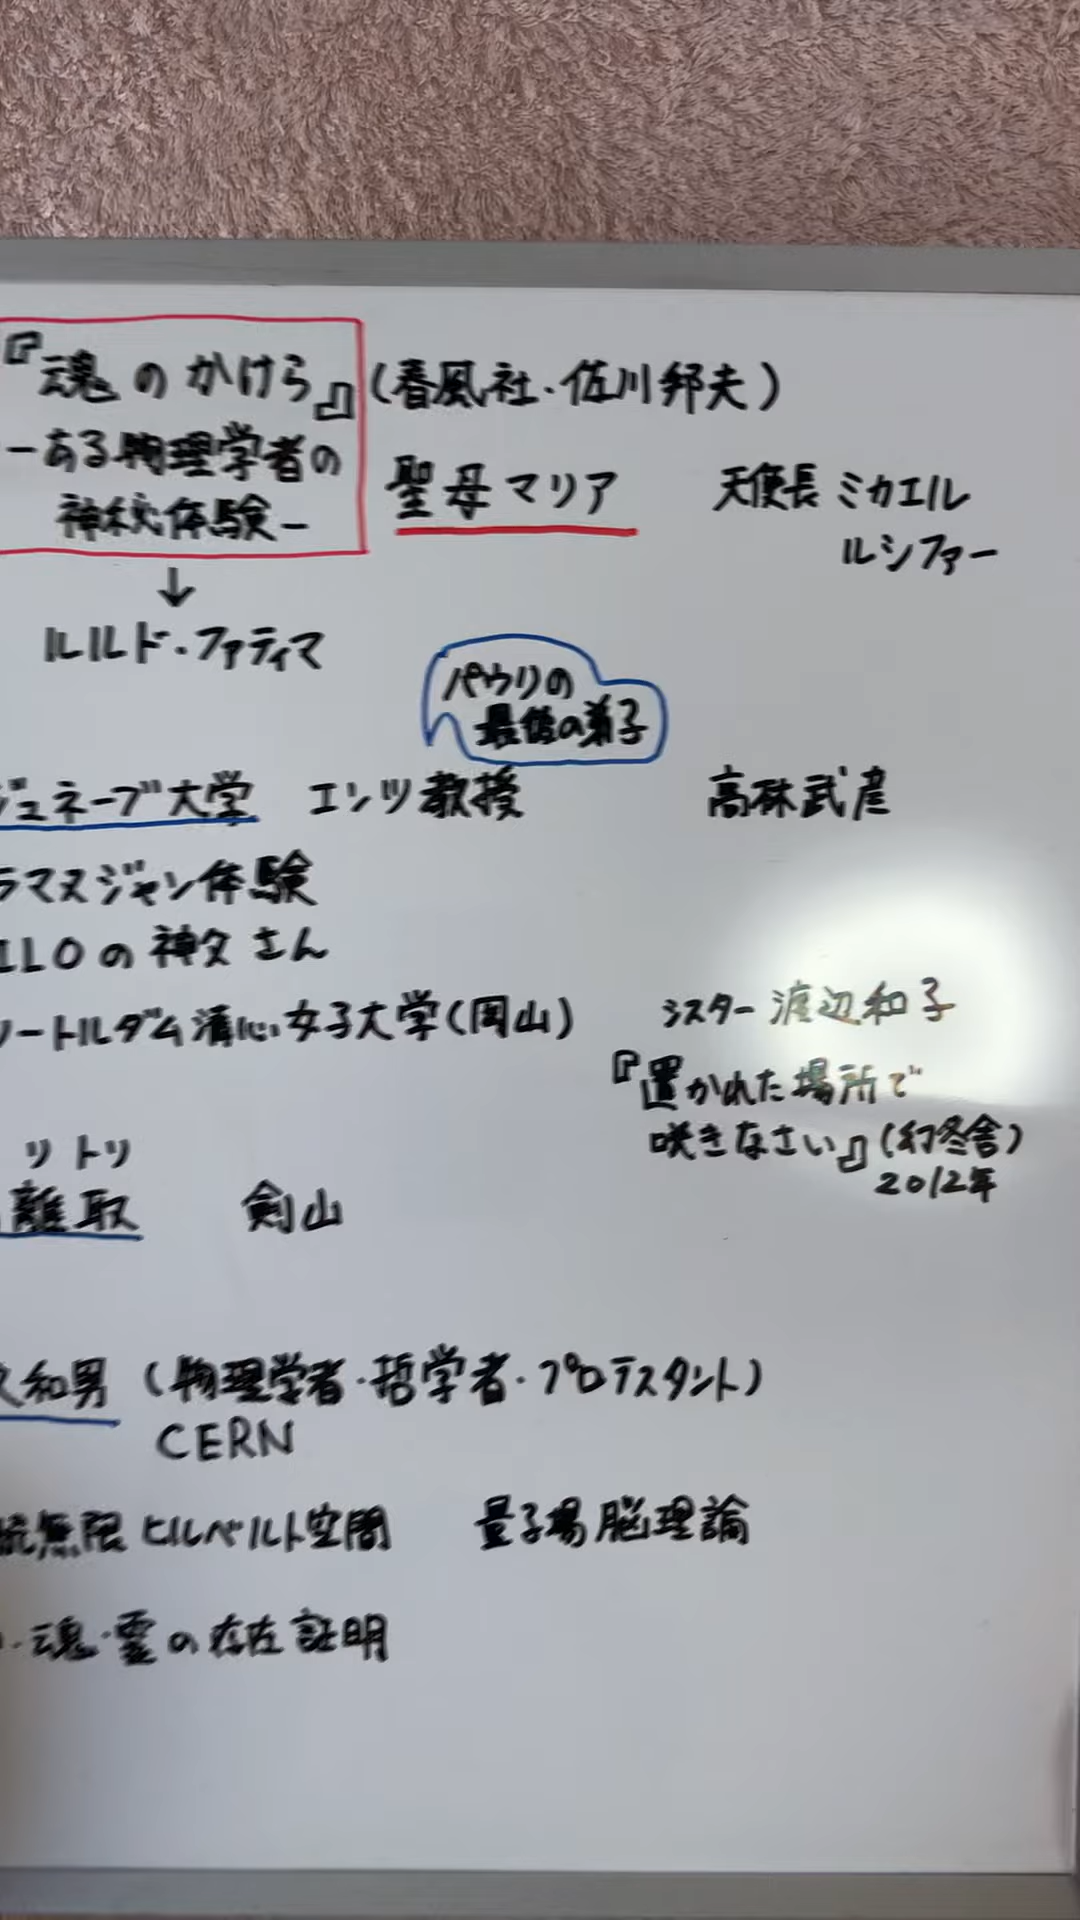 『魂のかけら』(春風社・佐川邦夫)
ーある物理学者の
神秘体験ー
聖母マリア 天使長 ミカエル
ルシファー
↓
ルルド・ファティマ
パウリの
最後の弟子
ジュネーブ大学 エンツ教授 高林武彦
ラマヌジャン体験
ILOの神父さん
ノートルダム清心女子大学(岡山) シスター 渡辺和子
『置かれた場所で
咲きなさい』(幻冬舎)
2012年
リトリ
離取 剣山
和男 (物理学者・哲学者・プロテスタント)
CERN
無限ヒルベルト空間 量子場脳理論
・魂・霊の存在証明